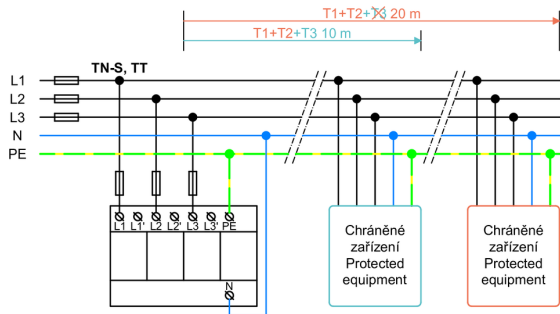 T1+T2+T3 20 m
T1+T2+T3 10 m
TN-S, TT
L1
L2
L3
N
PE
L1 L1' L2 L2' L3 L3' PE
N
Chráněné
zařízení
Protected
equipment
Chráněné
zařízení
Protected
equipment